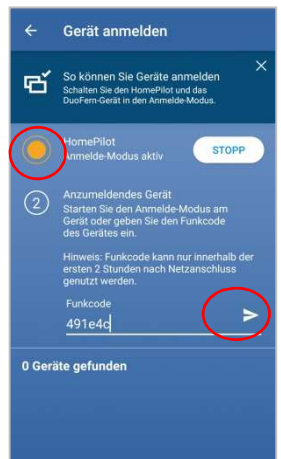 Gerät anmelden
So können Sie Geräte anmelden
Schalten Sie den HomePilot und das
DuoFern-Gerät in den Anmelde-Modus.
HomePilot
Anmelde-Modus aktiv
STOPP
2
Anzumeldendes Gerät
Starten Sie den Anmelde-Modus am
Gerät oder geben Sie den Funkcode
des Gerätes ein.
Hinweis: Funkcode kann nur innerhalb der
ersten 2 Stunden nach Netzanschluss
genutzt werden.
Funkcode
491e4c
0 Geräte gefunden